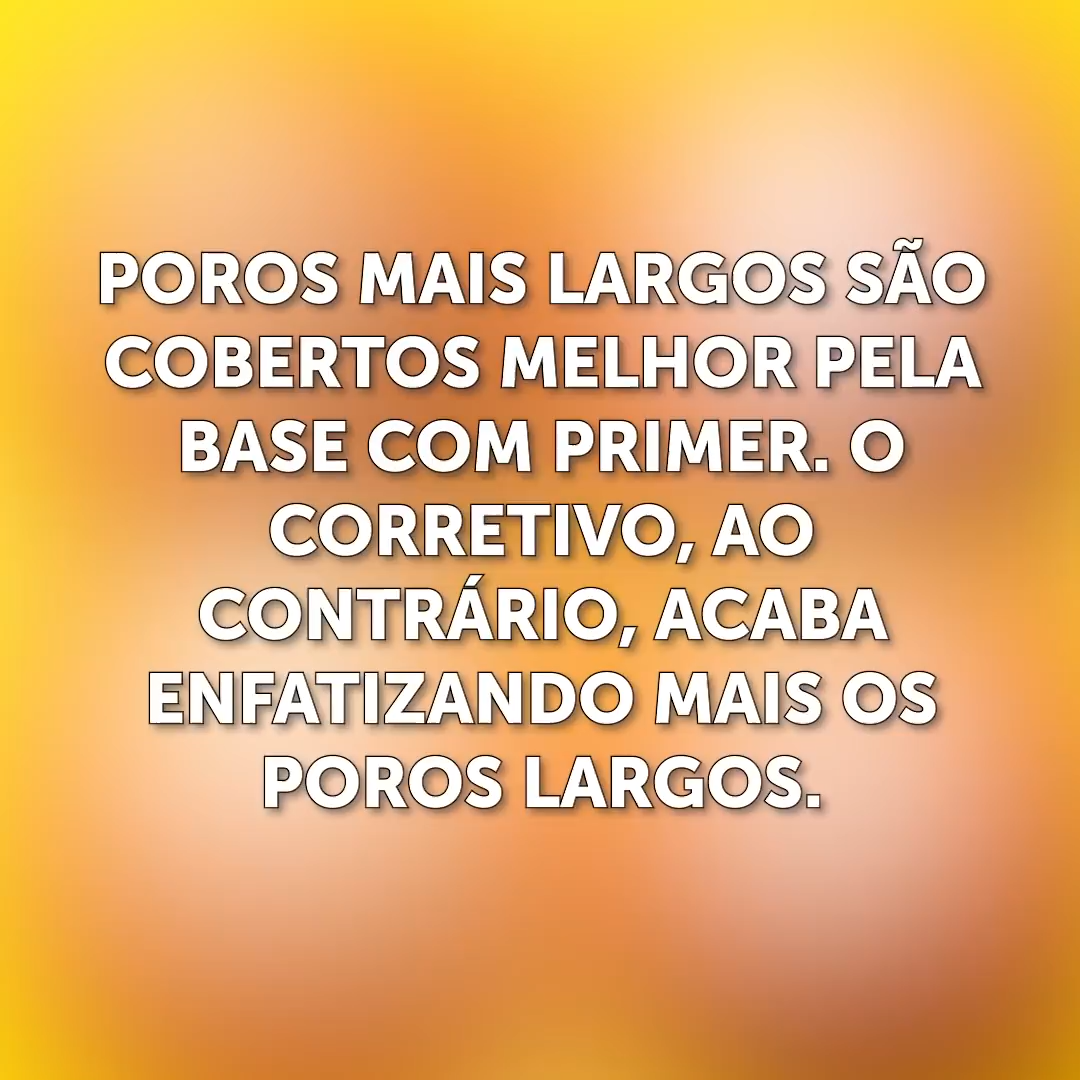 POROS MAIS LARGOS SÃO
COBERTOS MELHOR PELA
BASE COM PRIMER. O
CORRETIVO, AO
CONTRÁRIO, ACABA
ENFATIZANDO MAIS OS
POROS LARGOS.